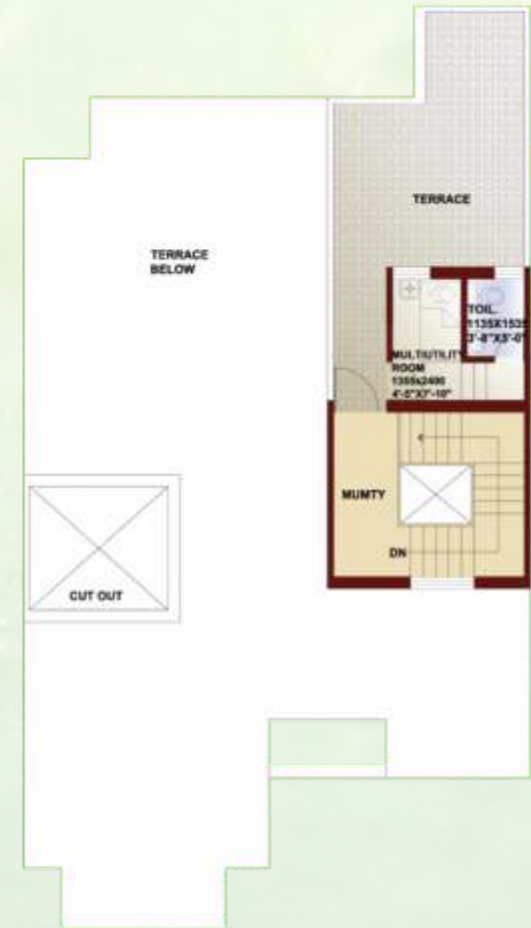 TERRACE
TERRACE
BELOW
TOIL.
1135X1535
3'-8"X5'-0"
MULTIUTILITY
ROOM
1355x2400
4'-5"X7'-10"
MUMTY
DN
CUT OUT